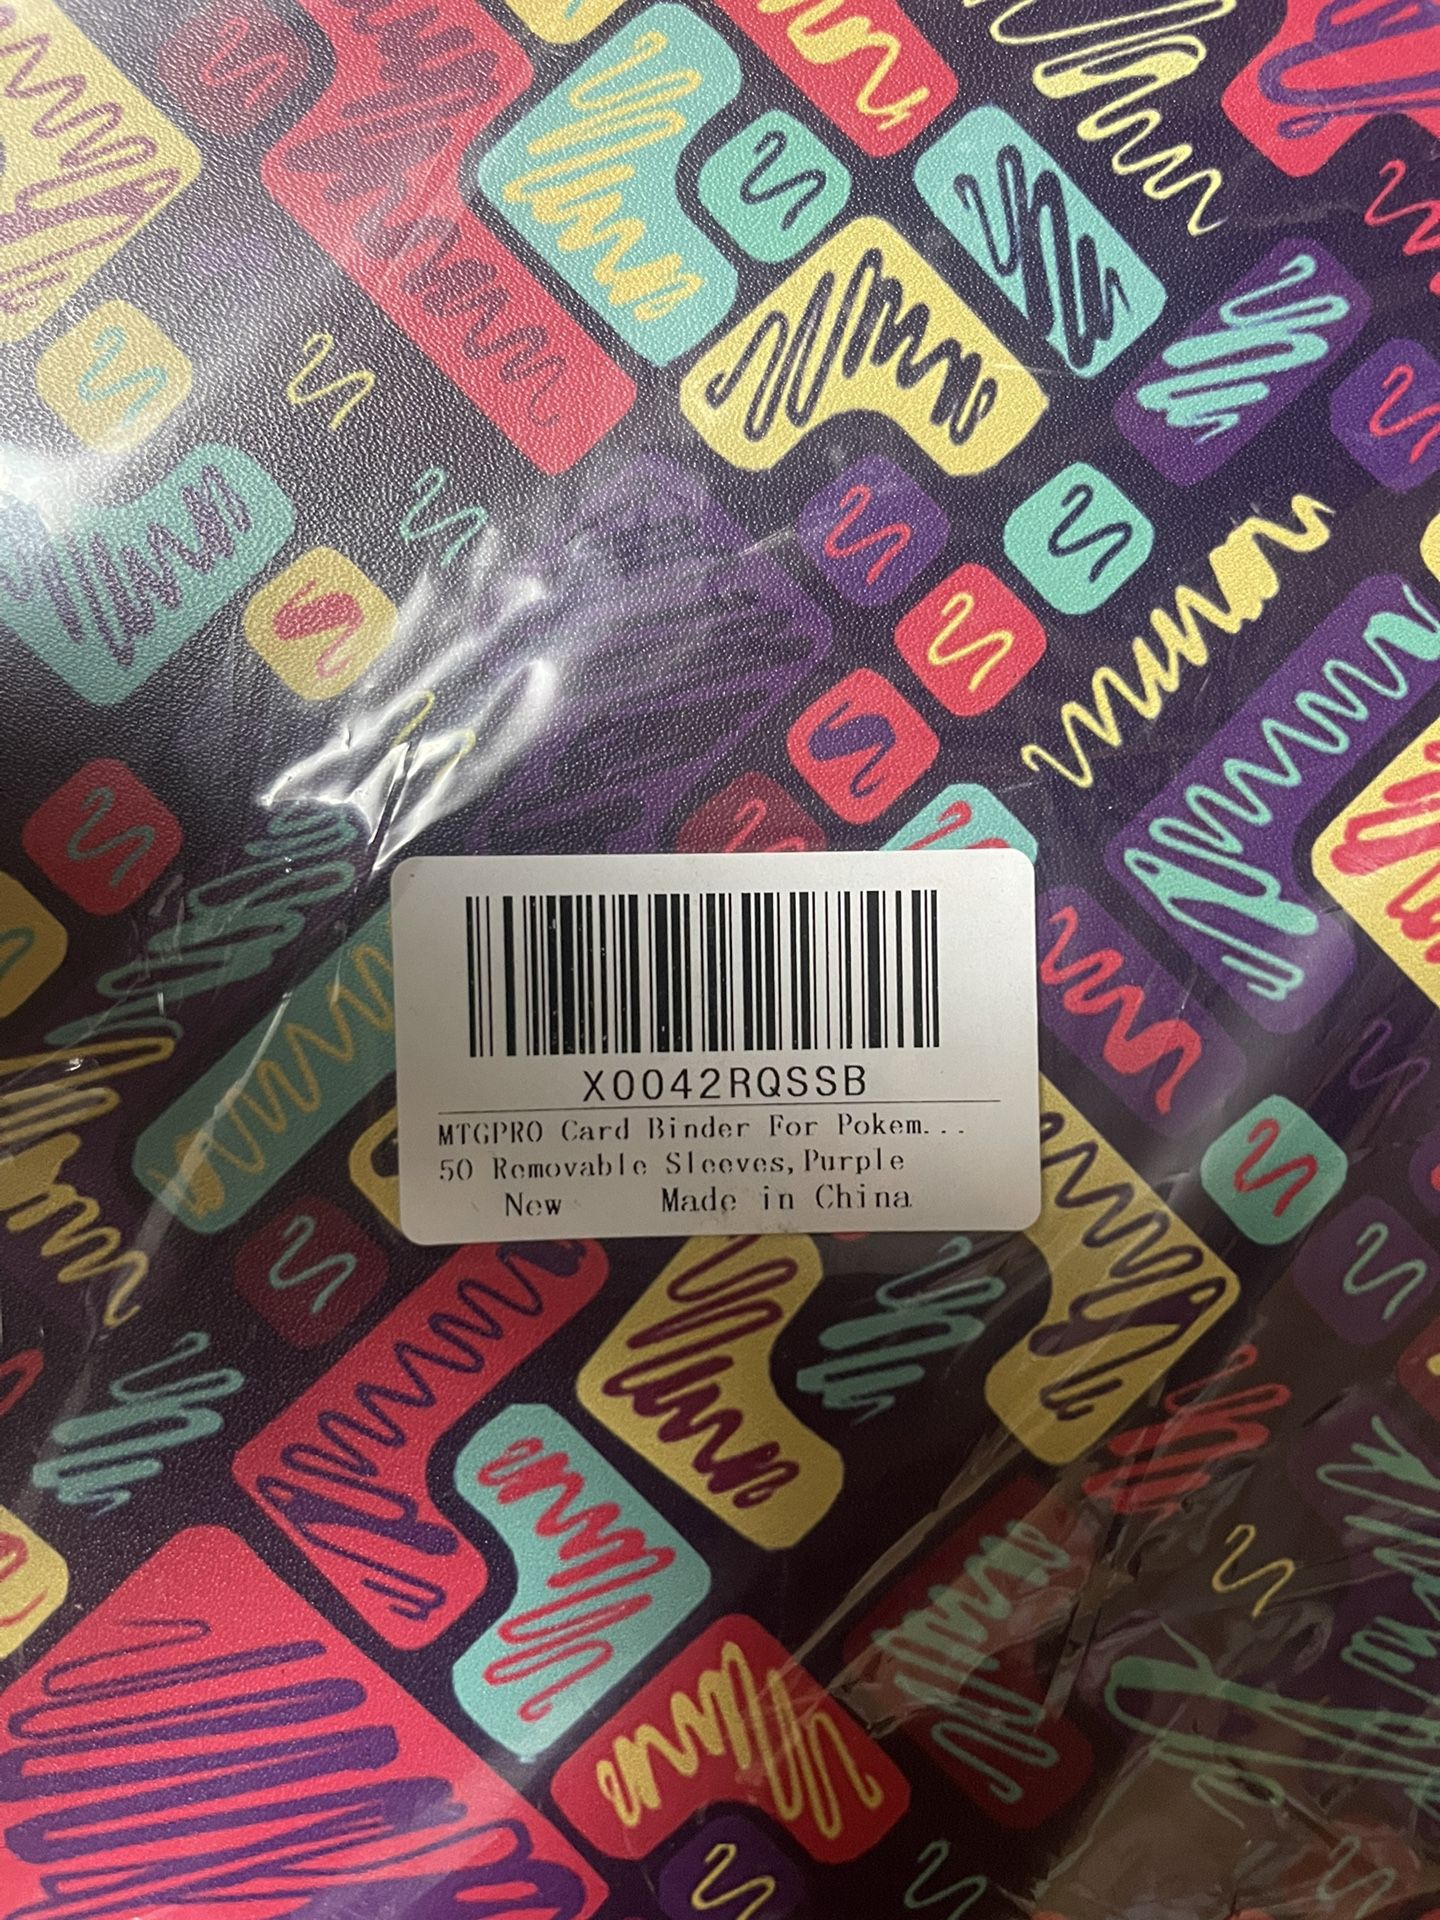 X0042RQSSB
MTGPRO Card Binder For Pokem...
50 Removable Sleeves,Purple
New Made in China